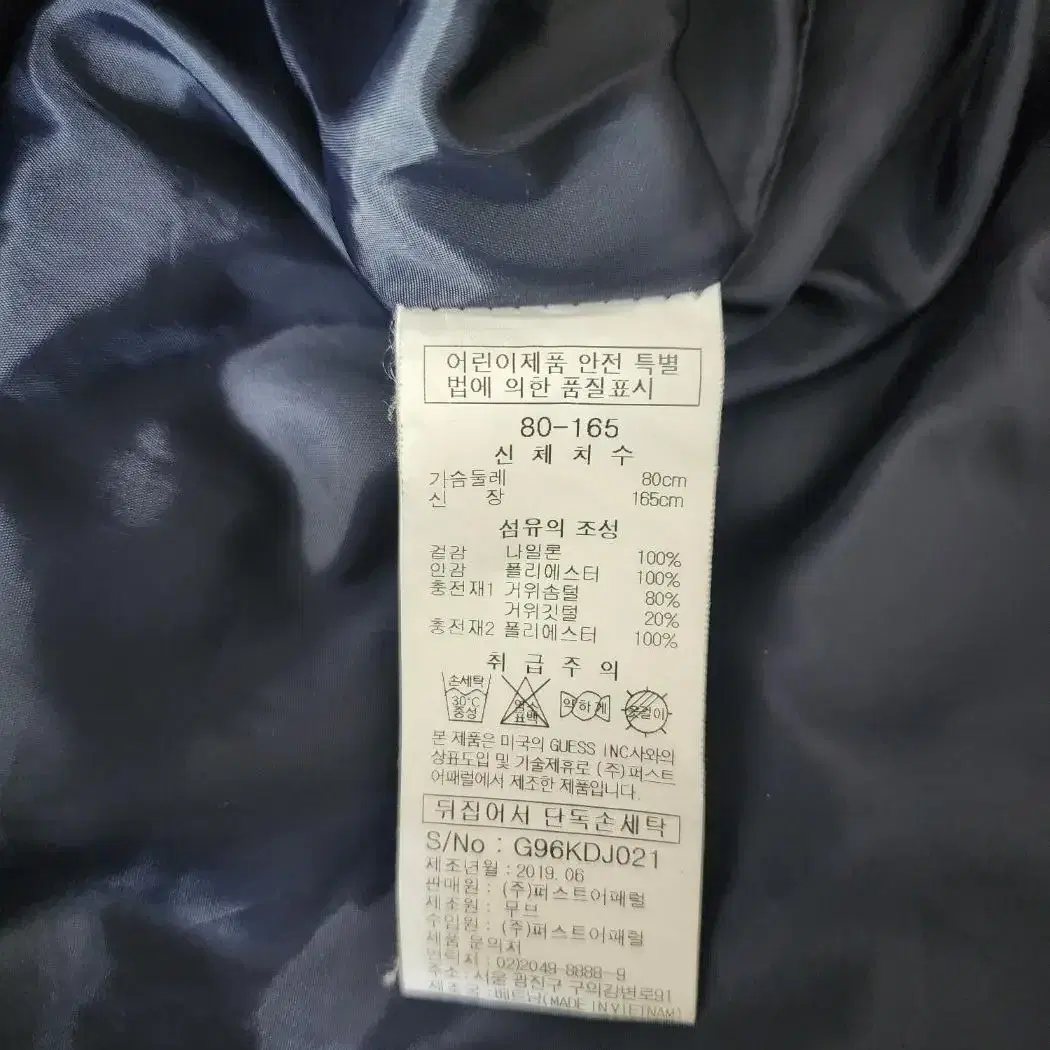 어린이제품 안전 특별
법에 의한 품질표시
80-165
신 체 치 수
가슴둘레 80cm
신 장 165cm
섬유의 조성
겉감 나일론 100%
안감 폴리에스터 100%
충전재1 거위솜털 80%
거위깃털 20%
충전재2 폴리에스터 100%
취 급 주 의
손세탁 30℃ 중성 염소 표백 약하게 옷걸이
본 제품은 미국의 GUESS INC사와의
상표도입 및 기술제휴로 (주)퍼스트
어패럴에서 제조한 제품입니다.
뒤집어서 단독손세탁
S/No : G96KDJ021
제조년월 : 2019. 06
판매원 : (주)퍼스트어패럴
제조원 : 무브
수입원 : (주)퍼스트어패럴
제품 문의처
연락처 : 02)2049-8888-9
주소 : 서울 광진구 구의강변로91
제조국 : 베트남(MADE IN VIETNAM)